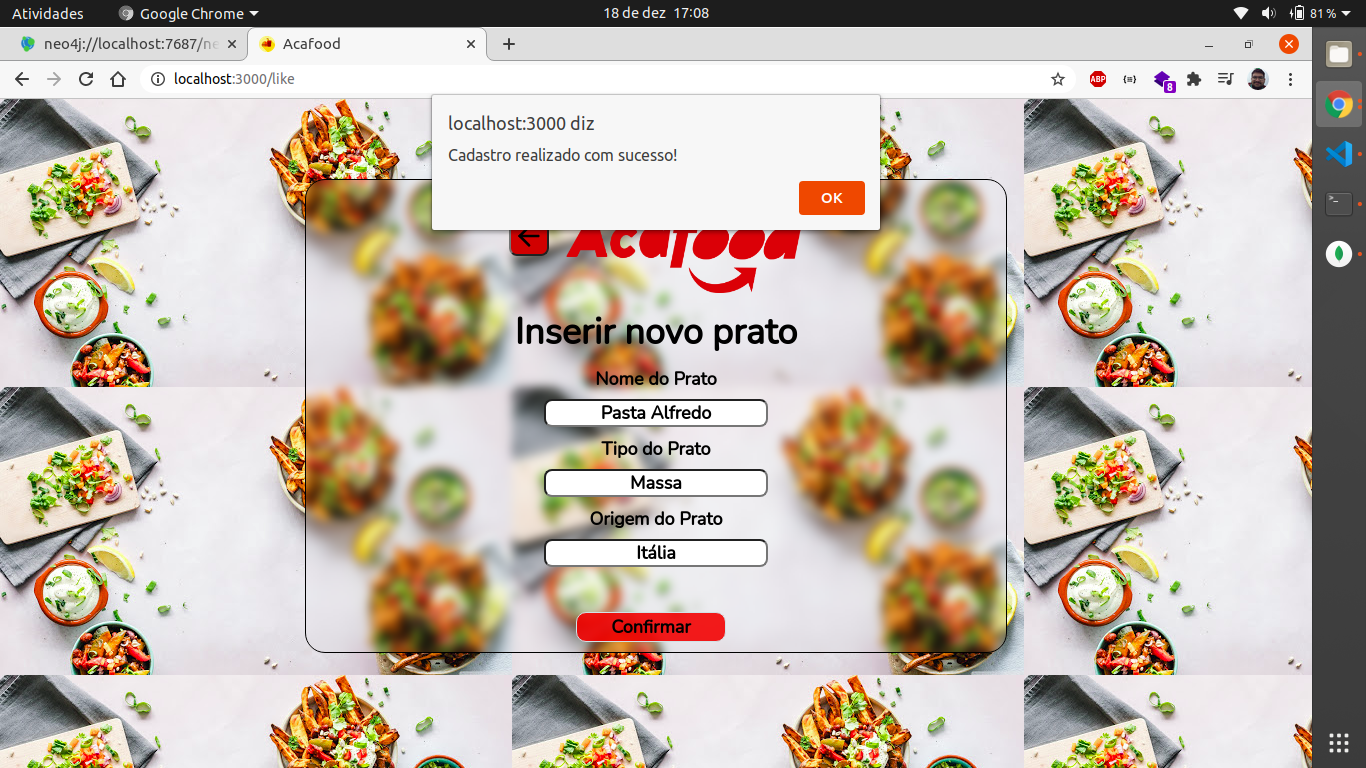 Atividades
Google Chrome
18 de dez 17:08
81 %
neo4j://localhost:7687/ne
Acafood
localhost:3000/like
ABP
8
localhost:3000 diz
Cadastro realizado com sucesso!
OK
Acafood
Inserir novo prato
Nome do Prato
Pasta Alfredo
Tipo do Prato
Massa
Origem do Prato
Itália
Confirmar